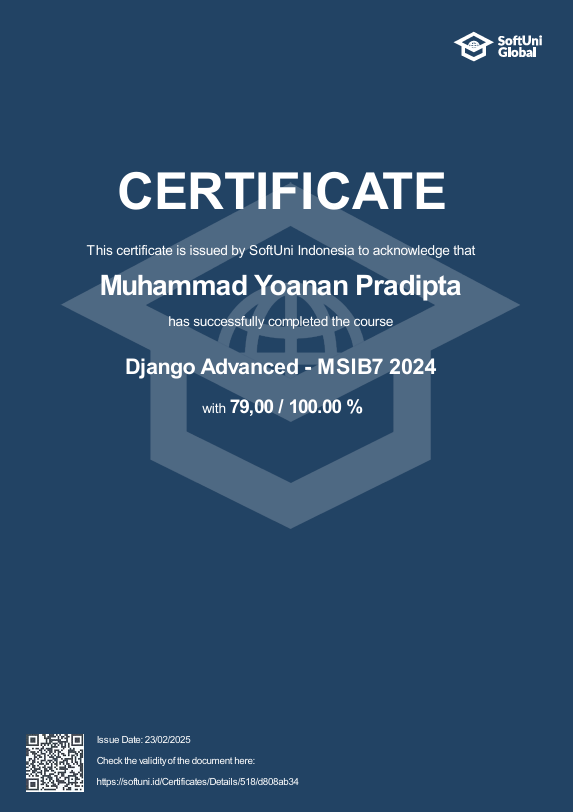 SoftUni
Global
CERTIFICATE
This certificate is issued by SoftUni Indonesia to acknowledge that
Muhammad Yoanan Pradipta
has successfully completed the course
Django Advanced - MSIB7 2024
with 79,00 / 100.00 %
Issue Date: 23/02/2025
Check the validity of the document here:
https://softuni.id/Certificates/Details/518/d808ab34